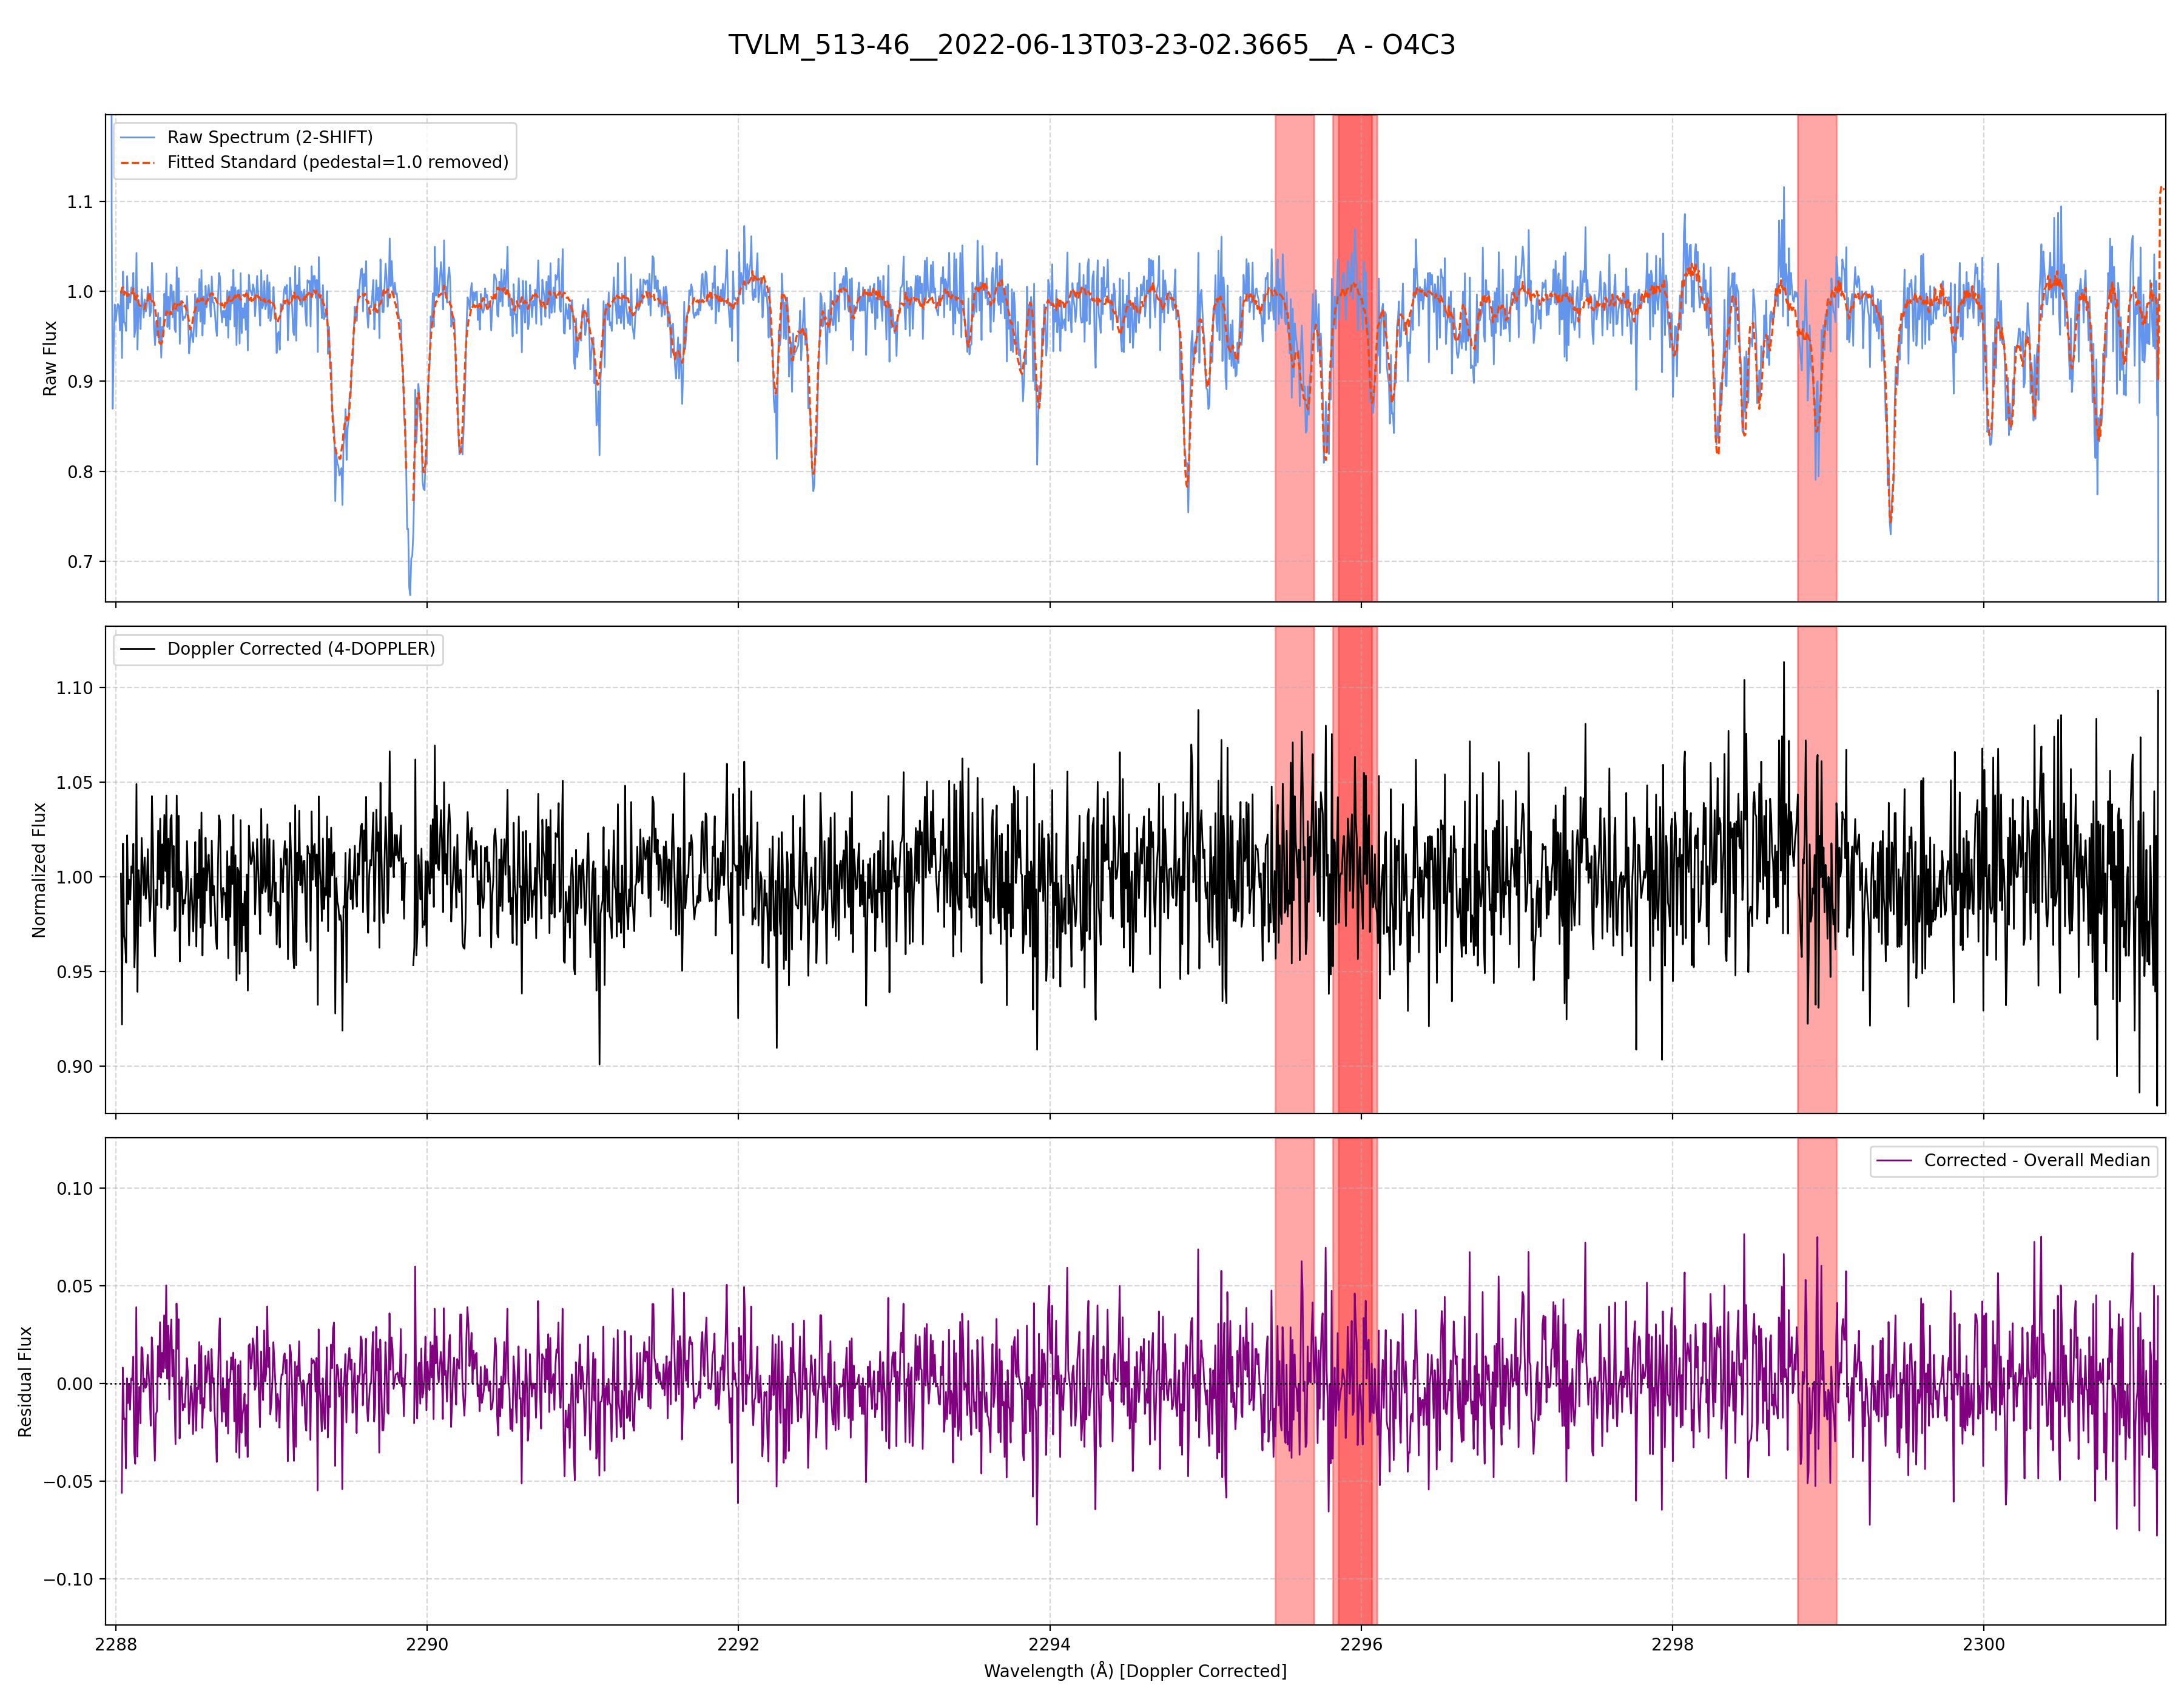 TVLM_513-46__2022-06-13T03-23-02.3665__A - O4C3
Raw Spectrum (2-SHIFT)
Fitted Standard (pedestal=1.0 removed)
1.1
1.0
0.9
0.8
0.7
Raw Flux
Doppler Corrected (4-DOPPLER)
1.10
1.05
1.00
0.95
0.90
Normalized Flux
Corrected - Overall Median
0.10
0.05
0.00
−0.05
−0.10
Residual Flux
2288
2290
2292
2294
2296
2298
2300
Wavelength (Å) [Doppler Corrected]